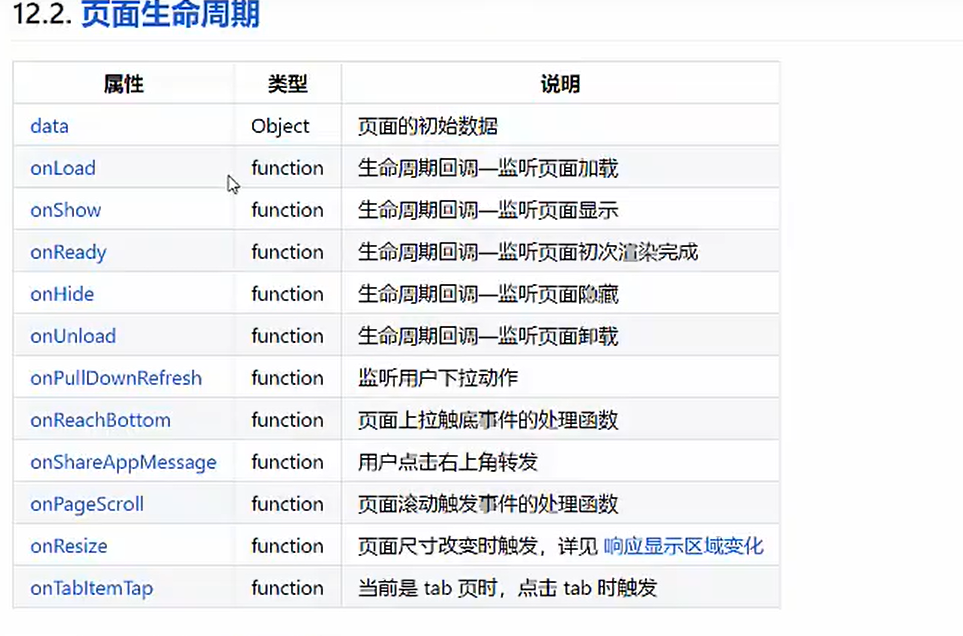 12.2. 页面生命周期
属性 类型 说明
data Object 页面的初始数据
onLoad function 生命周期回调—监听页面加载
onShow function 生命周期回调—监听页面显示
onReady function 生命周期回调—监听页面初次渲染完成
onHide function 生命周期回调—监听页面隐藏
onUnload function 生命周期回调—监听页面卸载
onPullDownRefresh function 监听用户下拉动作
onReachBottom function 页面上拉触底事件的处理函数
onShareAppMessage function 用户点击右上角转发
onPageScroll function 页面滚动触发事件的处理函数
onResize function 页面尺寸改变时触发，详见 响应显示区域变化
onTabItemTap function 当前是 tab 页时，点击 tab 时触发